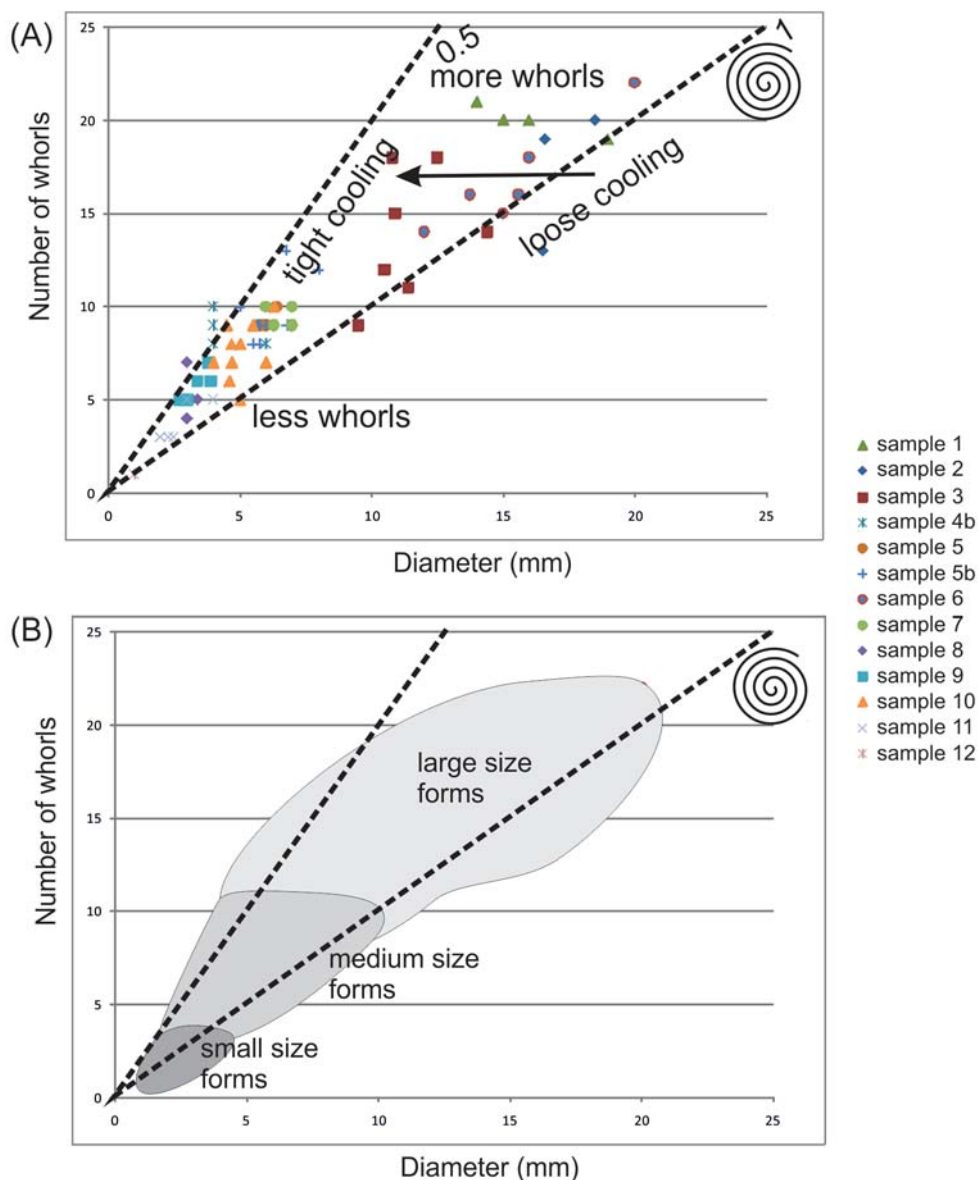 (A)
25
20
15
10
5
0
Number of whorls
0.5
1
more whorls
tight cooling
loose cooling
less whorls
0
5
10
15
20
25
Diameter (mm)
sample 1
sample 2
sample 3
sample 4b
sample 5
sample 5b
sample 6
sample 7
sample 8
sample 9
sample 10
sample 11
sample 12
(B)
25
20
15
10
5
0
Number of whorls
large size
forms
medium size
forms
small size
forms
0
5
10
15
20
25
Diameter (mm)